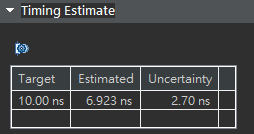 Timing Estimate
Target Estimated Uncertainty
10.00 ns 6.923 ns 2.70 ns